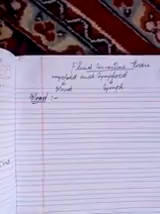 Fluid Connective Tissue
myeloid and lymphoid
Blood lymph
Blood :-